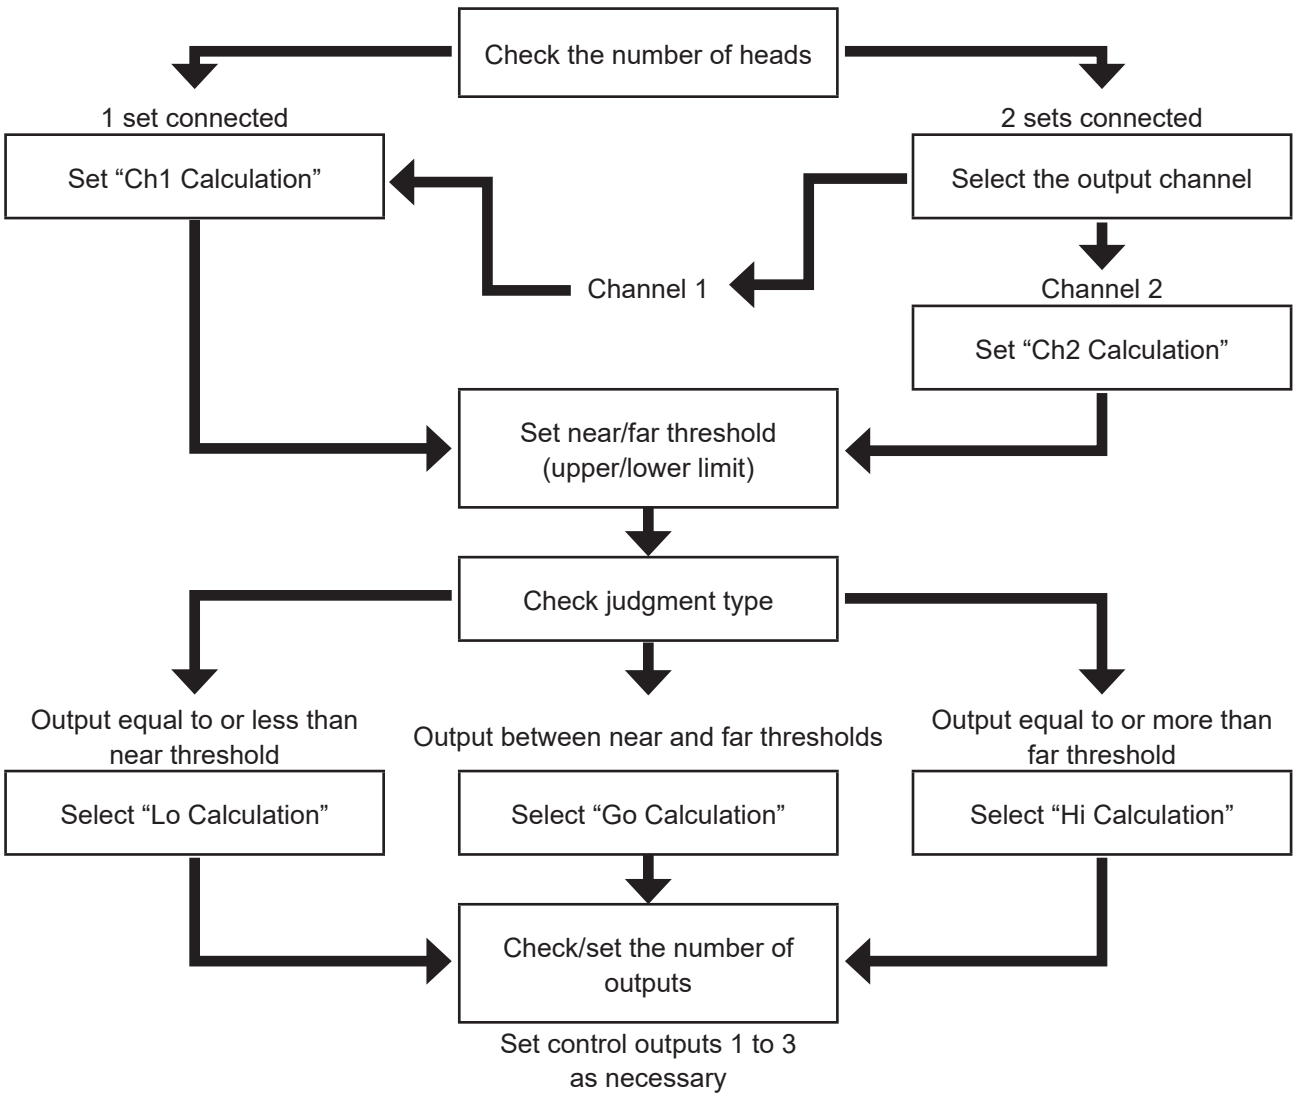 Check the number of heads
1 set connected
2 sets connected
Set “Ch1 Calculation”
Select the output channel
Channel 1
Channel 2
Set “Ch2 Calculation”
Set near/far threshold
(upper/lower limit)
Check judgment type
Output equal to or less than
near threshold
Output between near and far thresholds
Output equal to or more than
far threshold
Select “Lo Calculation”
Select “Go Calculation”
Select “Hi Calculation”
Check/set the number of
outputs
Set control outputs 1 to 3
as necessary